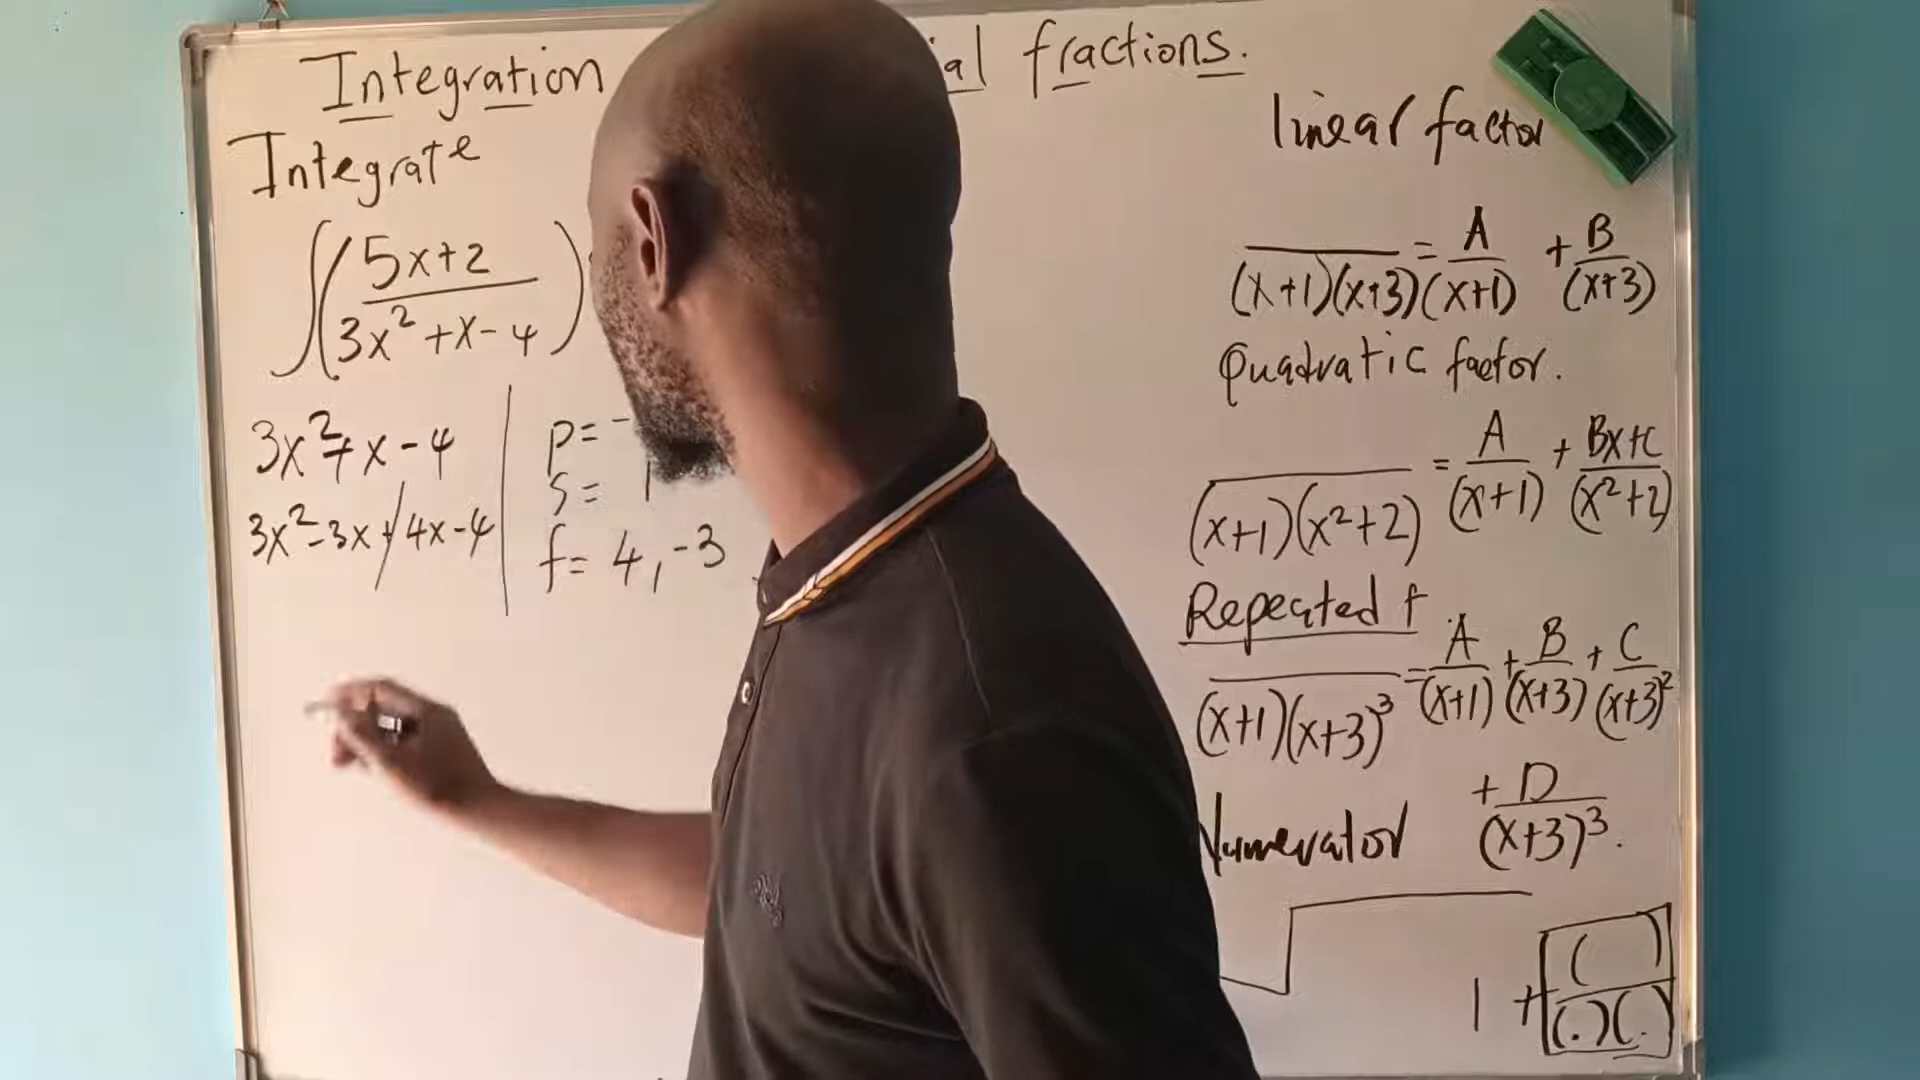 Integration fractions.
Integrate
∫(5x+2 / 3x²+x-4)
3x²+x-4
3x²-3x+4x-4
p= -
s= 1
f= 4, -3
linear factor
/ (x+1)(x+3) = A/(x+1) + B/(x+3)
Quadratic factor.
/ (x+1)(x²+2) = A/(x+1) + Bx+C/(x²+2)
Repeated f
/ (x+1)(x+3)³ = A/(x+1) + B/(x+3) + C/(x+3)²
+ D/(x+3)³.
Numerator
1 + ( )/(.)(.)